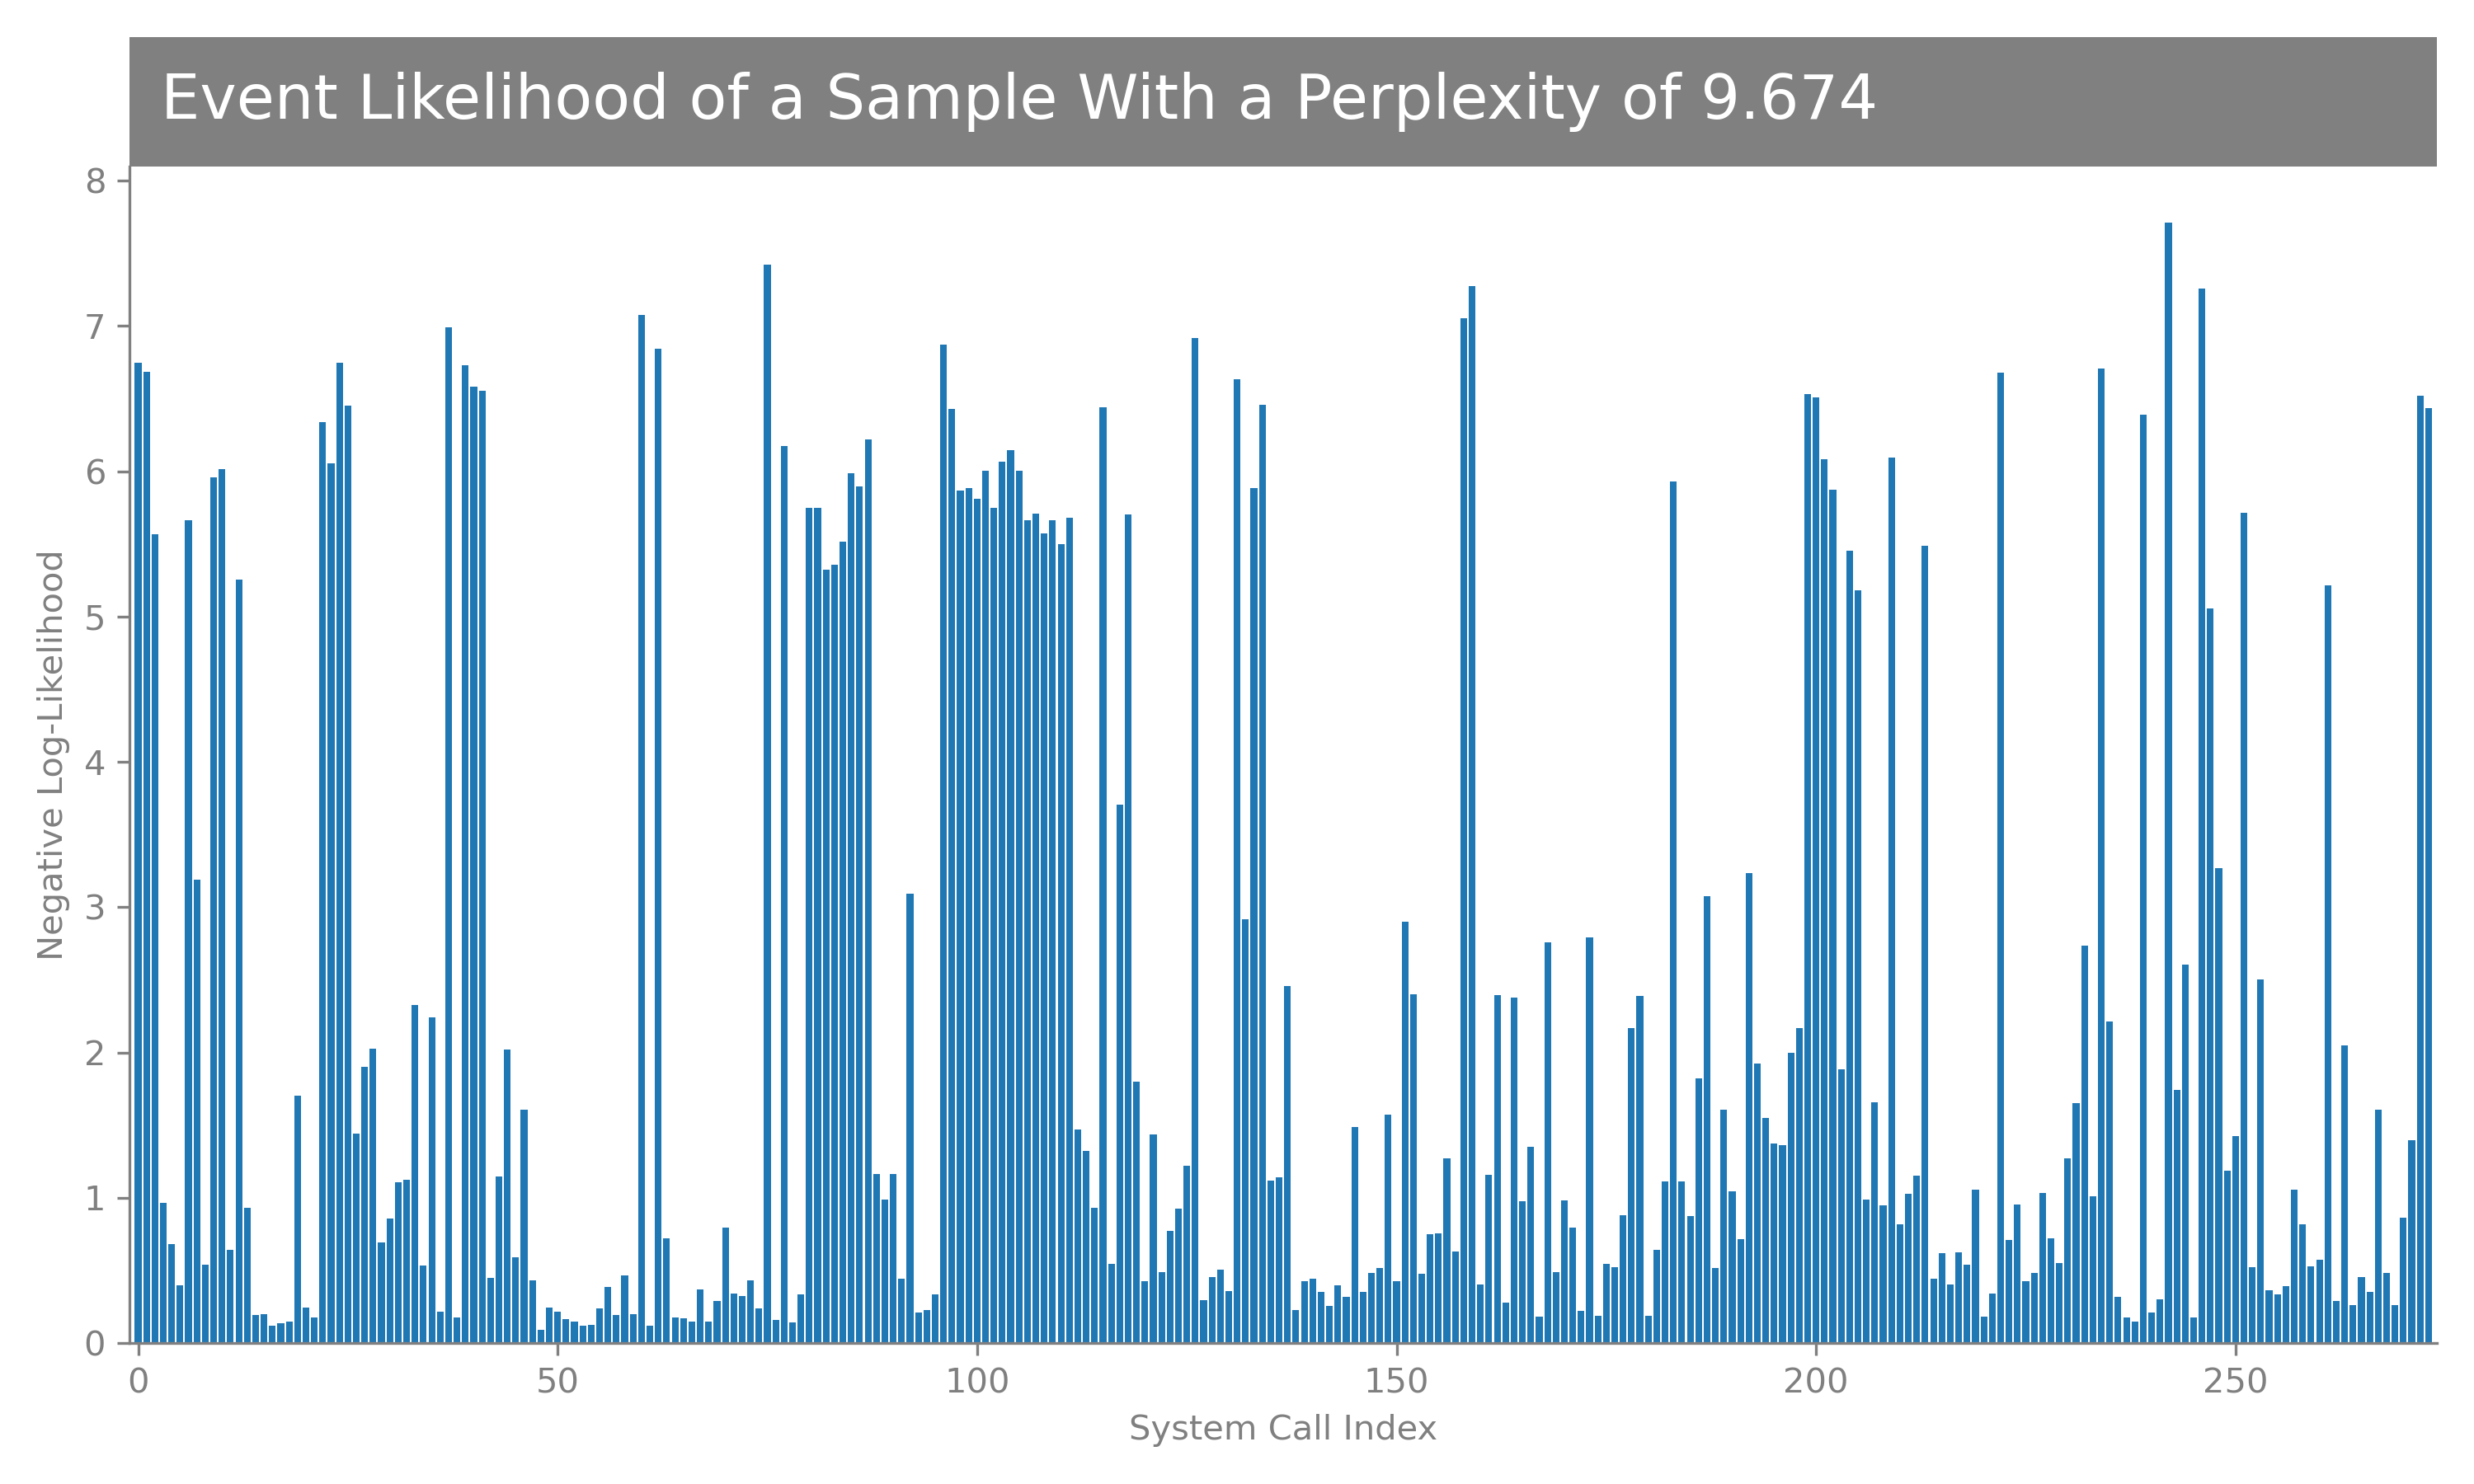 Event Likelihood of a Sample With a Perplexity of 9.674
8
7
6
5
4
3
2
1
0
Negative Log-Likelihood
0 50 100 150 200 250
System Call Index